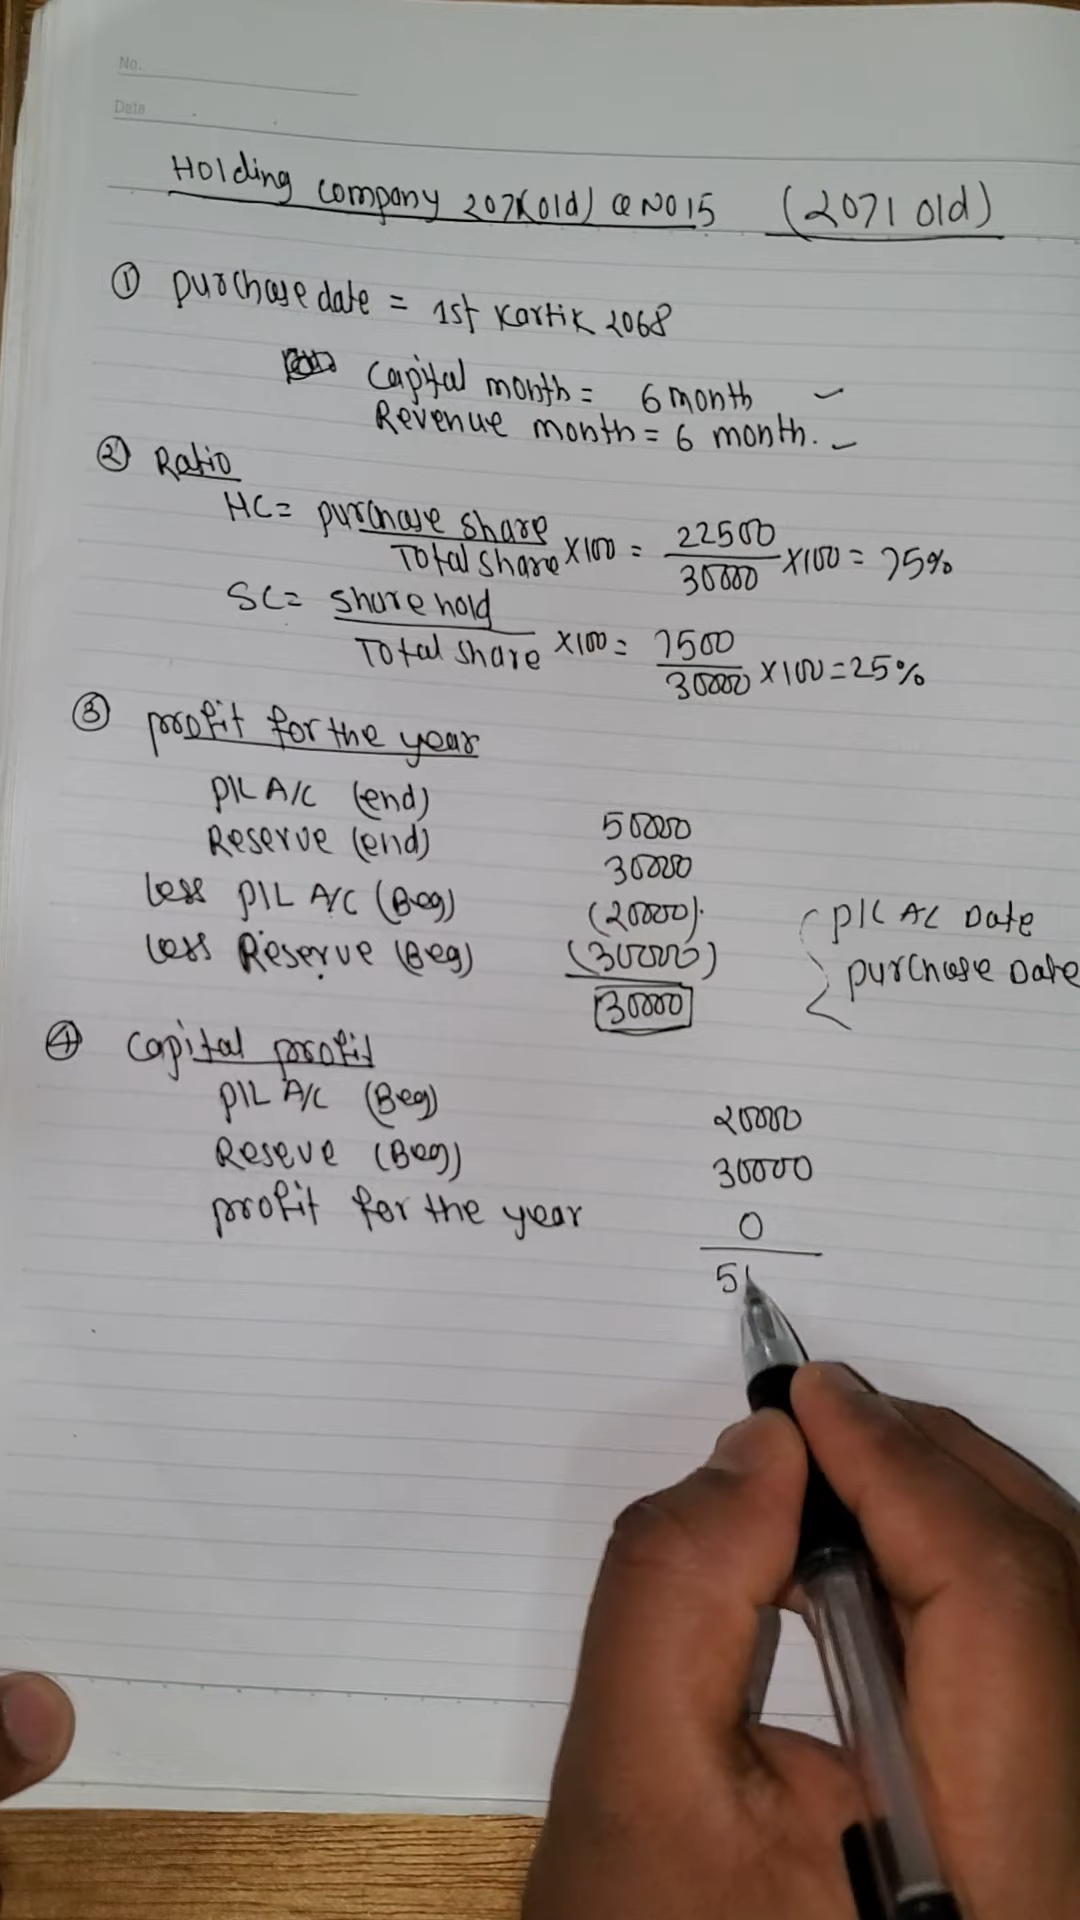 No.
Date
Holding company 2071(old) Q NO 15 (2071 old)
① purchase date = 1st Kartik 2068
Capital month = 6 month
Revenue month = 6 month.
② Ratio
HC = purchase share / Total share × 100 = 22500 / 30000 × 100 = 75%
SC = share hold / Total share × 100 = 7500 / 30000 × 100 = 25%
③ profit for the year
P/L A/C (end) 50000
Reserve (end) 30000
Less P/L A/C (Beg) (20000) P/L AC Date
Less Reserve (Beg) (30000) purchase Date
30000
④ Capital profit
P/L A/C (Beg) 20000
Reseve (Beg) 30000
profit for the year 0
5